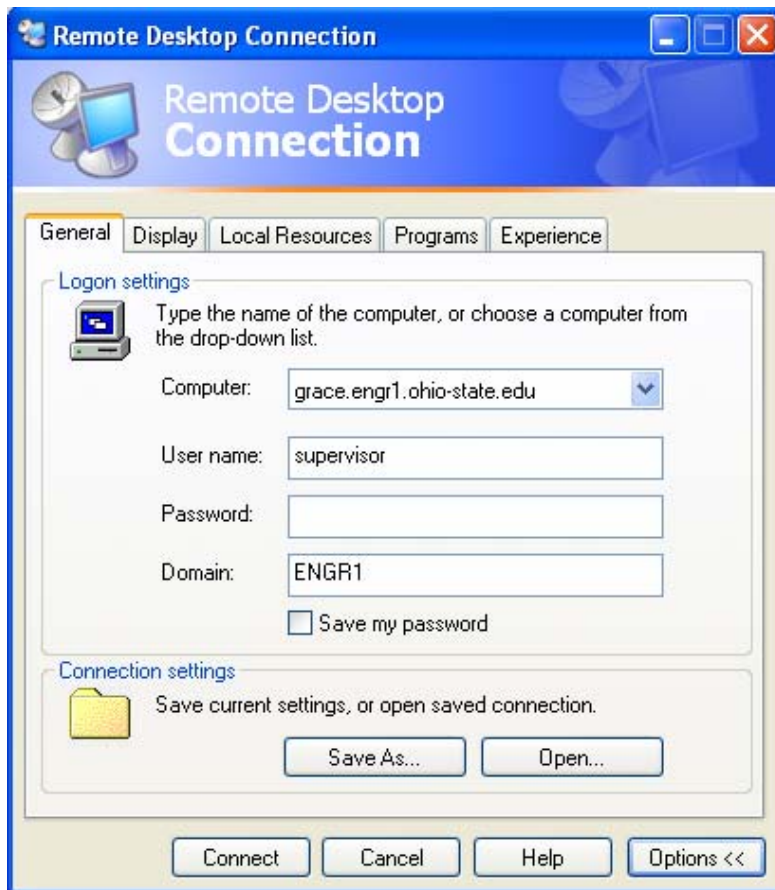 Remote Desktop Connection
Remote Desktop
Connection
General Display Local Resources Programs Experience
Logon settings
Type the name of the computer, or choose a computer from
the drop-down list.
Computer: grace.engr1.ohio-state.edu
User name: supervisor
Password:
Domain: ENGR1
Save my password
Connection settings
Save current settings, or open saved connection.
Save As... Open...
Connect Cancel Help Options <<